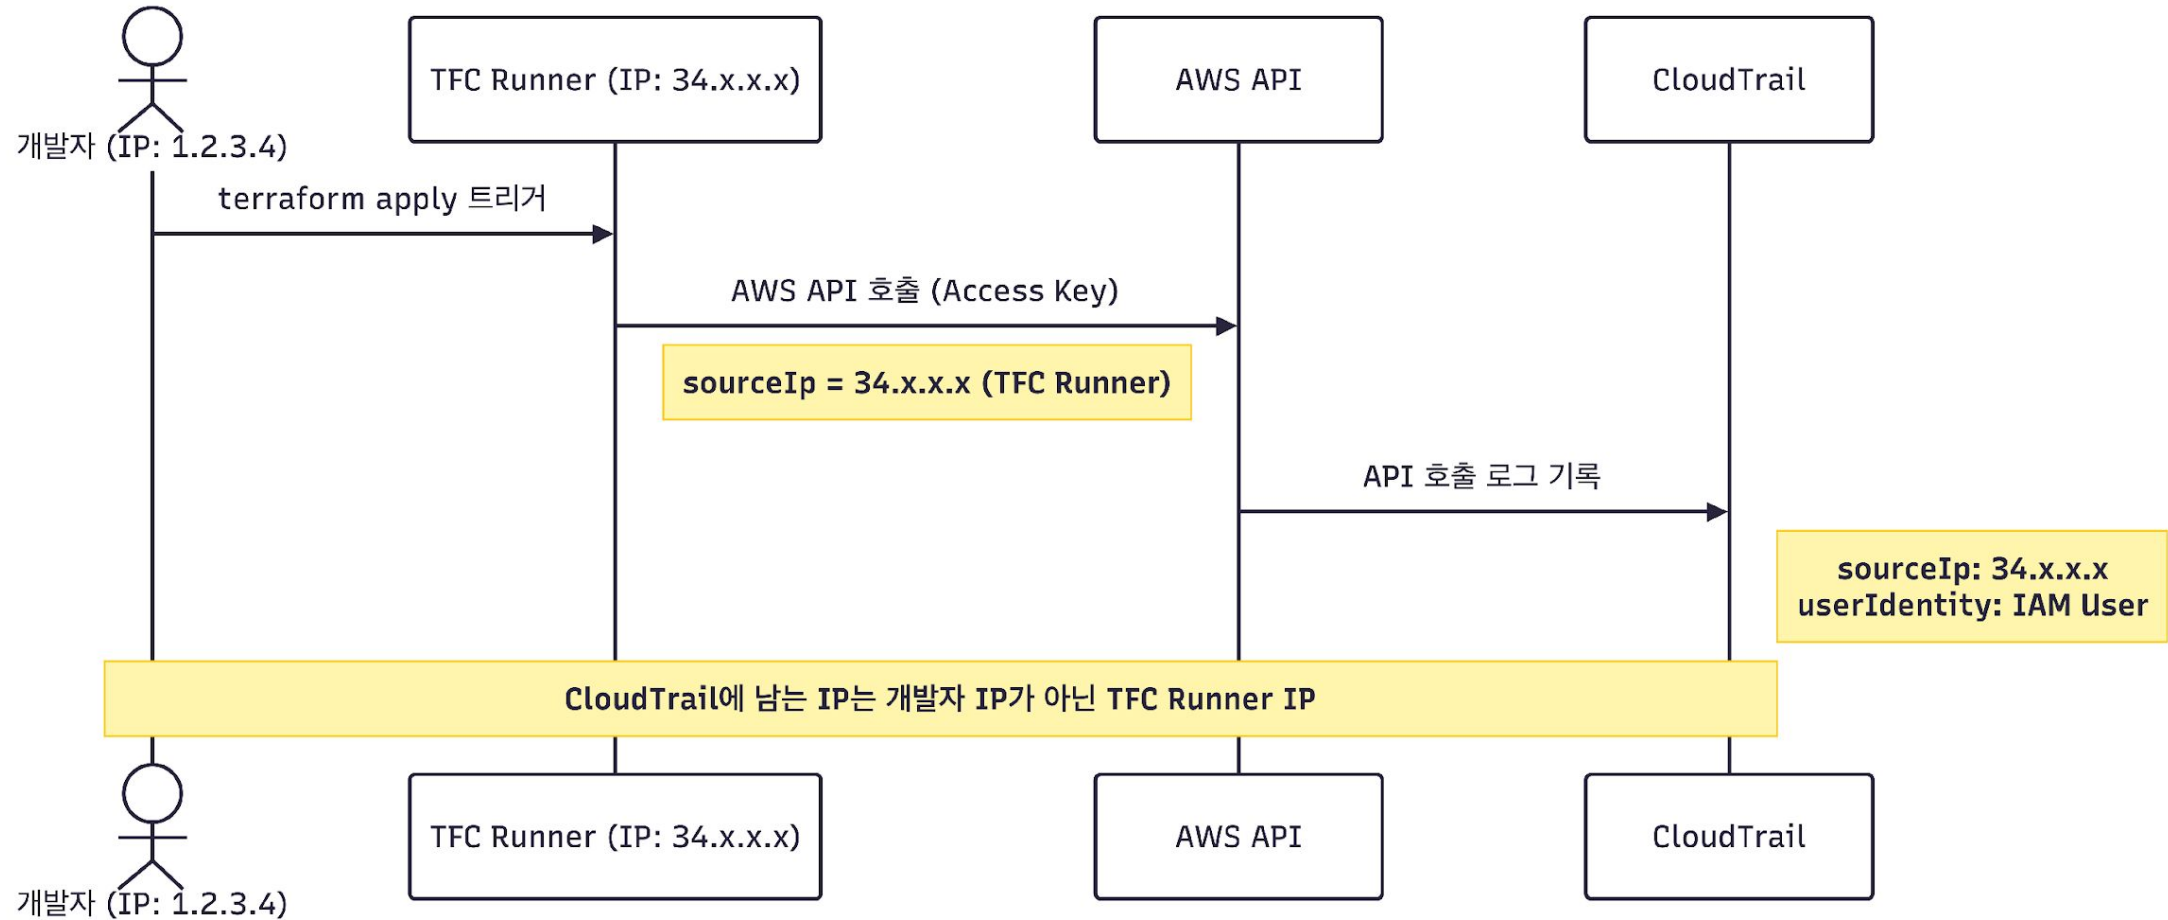 개발자 (IP: 1.2.3.4)
TFC Runner (IP: 34.x.x.x)
AWS API
CloudTrail
terraform apply 트리거
AWS API 호출 (Access Key)
sourceIp = 34.x.x.x (TFC Runner)
API 호출 로그 기록
sourceIp: 34.x.x.x
userIdentity: IAM User
CloudTrail에 남는 IP는 개발자 IP가 아닌 TFC Runner IP
개발자 (IP: 1.2.3.4)
TFC Runner (IP: 34.x.x.x)
AWS API
CloudTrail